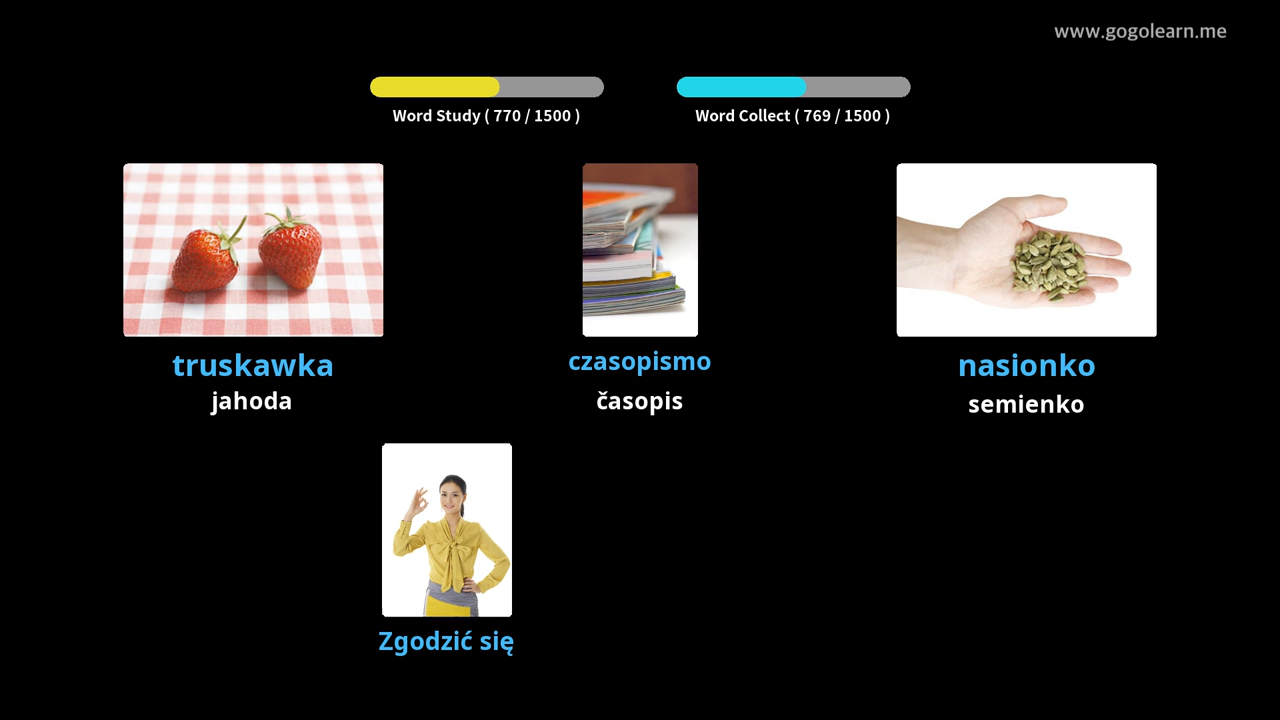 www.gogolearn.me
Word Study ( 770 / 1500 )
Word Collect ( 769 / 1500 )
truskawka
jahoda
czasopismo
časopis
nasionko
semienko
Zgodzić się